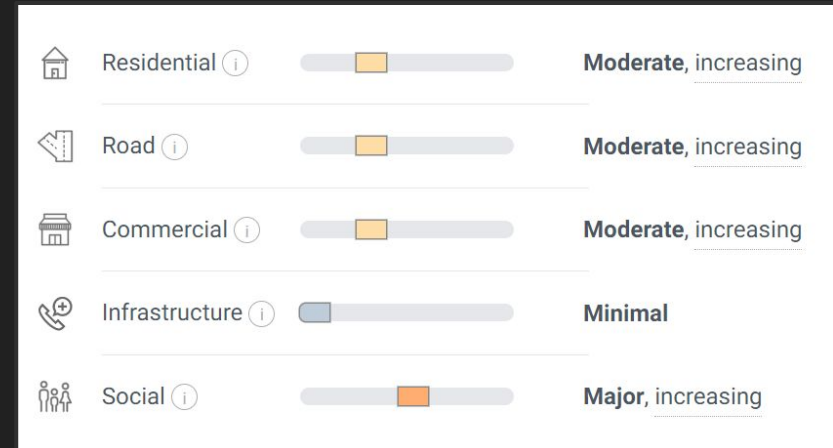 Residential i Moderate, increasing
Road i Moderate, increasing
Commercial i Moderate, increasing
Infrastructure i Minimal
Social i Major, increasing